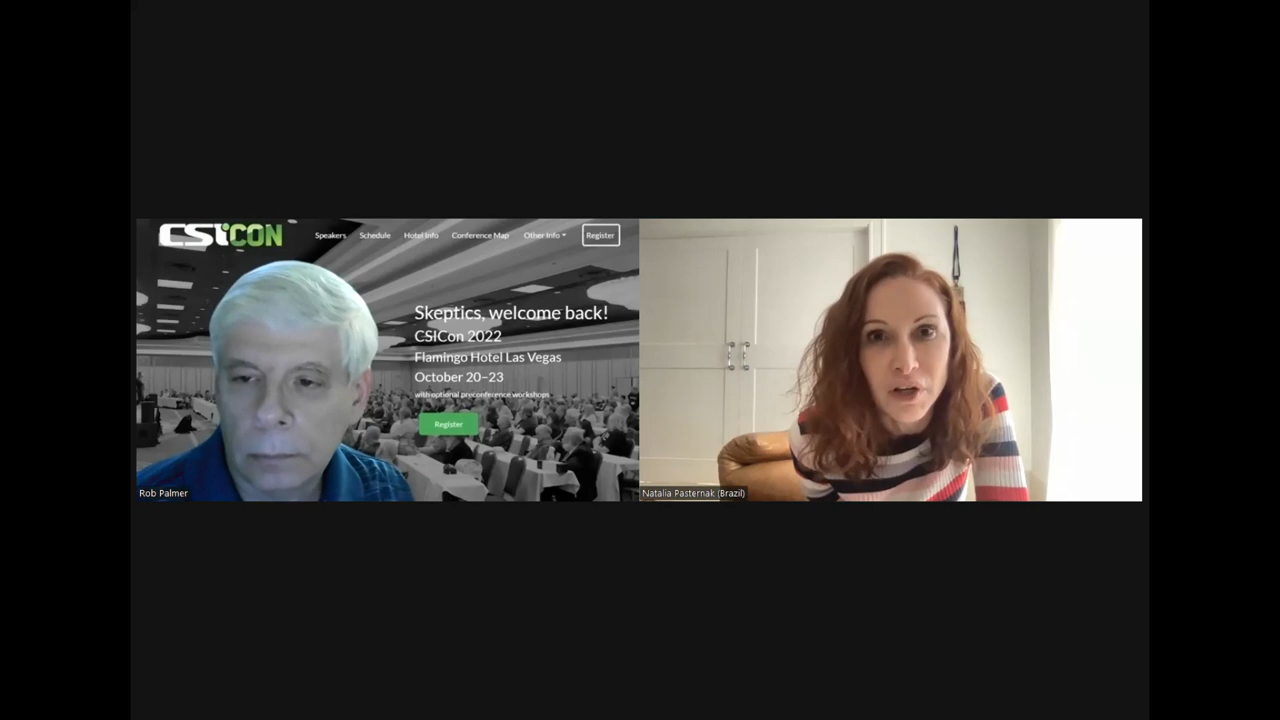 CSICON
Speakers Schedule Hotel Info Conference Map Other Info Register
Skeptics, welcome back!
CSICon 2022
Flamingo Hotel Las Vegas
October 20–23
with optional preconference workshops
Register
Rob Palmer
Natalia Pasternak (Brazil)